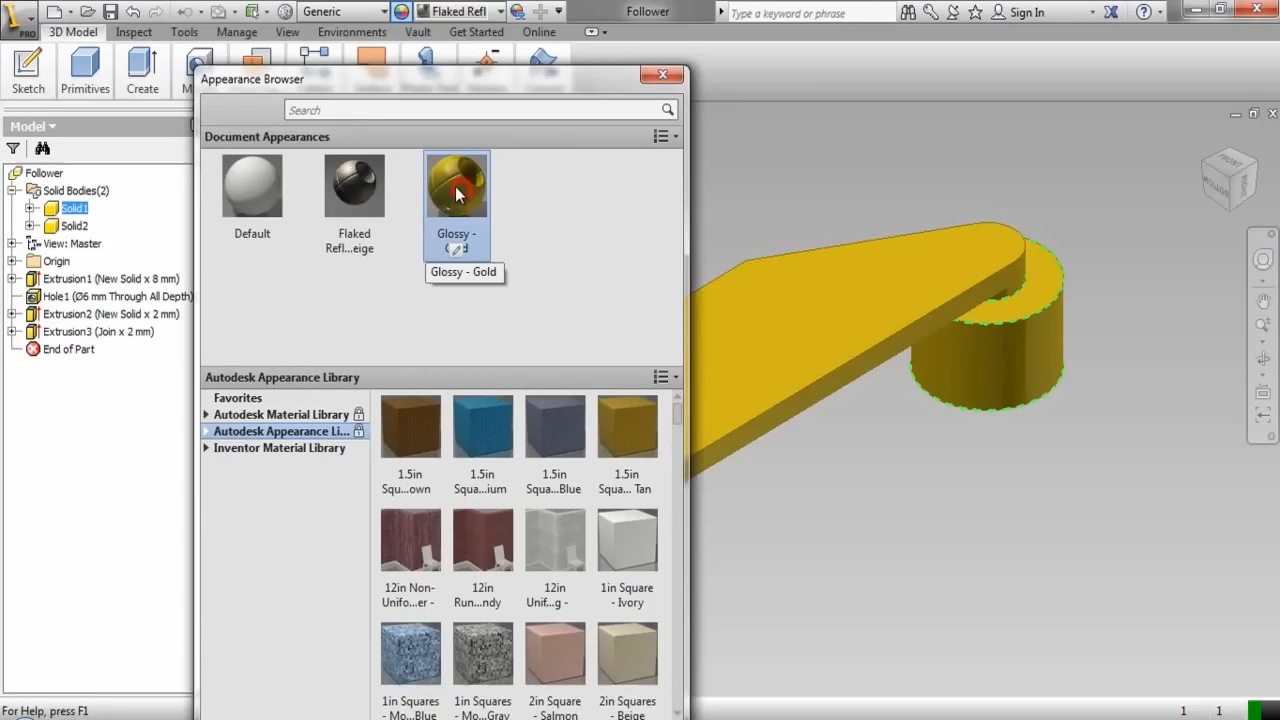 PRO
Generic
Flaked Refl
Follower
Type a keyword or phrase
Sign In
3D Model
Inspect
Tools
Manage
View
Environments
Vault
Get Started
Online
Sketch
Primitives
Create
Appearance Browser
Search
Model
Follower
Solid Bodies(2)
Solid1
Solid2
View: Master
Origin
Extrusion1 (New Solid x 8 mm)
Hole1 (Ø6 mm Through All Depth)
Extrusion2 (New Solid x 2 mm)
Extrusion3 (Join x 2 mm)
End of Part
Document Appearances
Default
Flaked
Refl...eige
Glossy -
Glossy - Gold
Autodesk Appearance Library
Favorites
Autodesk Material Library
Autodesk Appearance Li...
Inventor Material Library
1.5in
Squ...own
1.5in
Squa...ium
1.5in
Squa...Blue
1.5in
Squa... Tan
12in Non-
Unifo...er -
12in
Run...ndy
12in
Unif...g -
1in Square
- Ivory
1in Squares
- Mo...Blue
1in Squares
- Mo...Gray
2in Square
- Salmon
2in Squares
- Beige
FRONT
BOTTOM
For Help, press F1
1
1